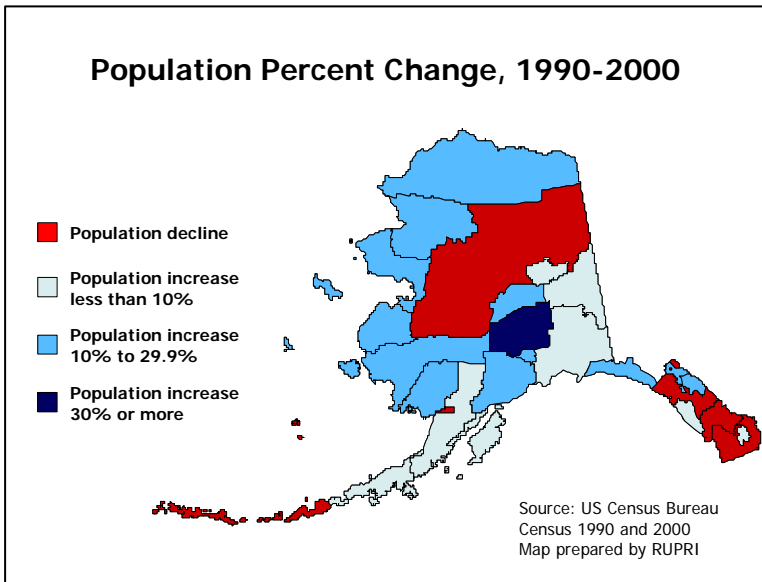 Population Percent Change, 1990-2000
Population decline
Population increase
less than 10%
Population increase
10% to 29.9%
Population increase
30% or more
Source: US Census Bureau
Census 1990 and 2000
Map prepared by RUPRI